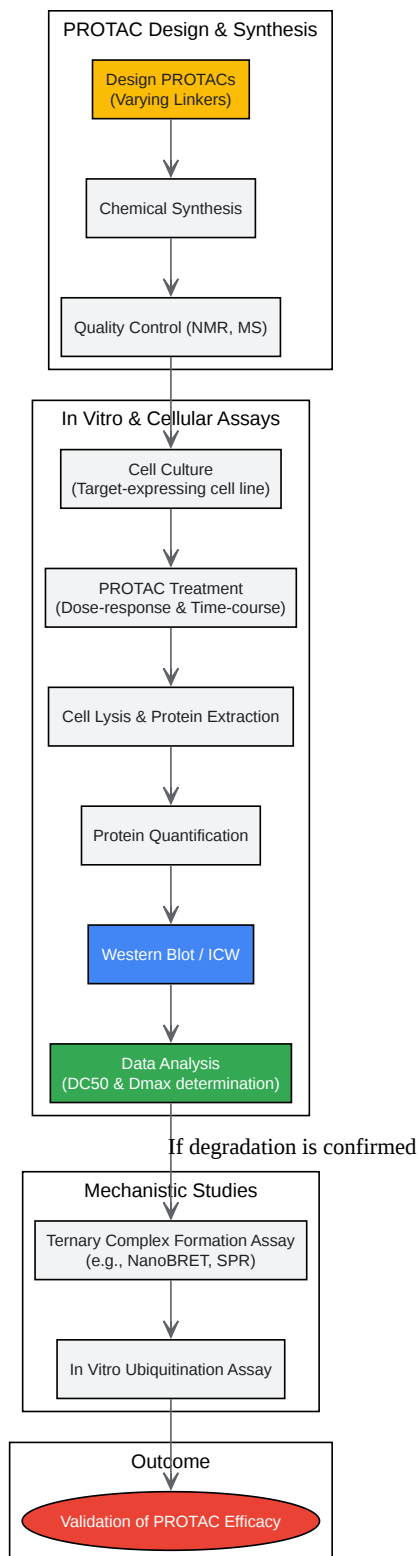 PROTAC Design & Synthesis
Design PROTACs
(Varying Linkers)
Chemical Synthesis
Quality Control (NMR, MS)
In Vitro & Cellular Assays
Cell Culture
(Target-expressing cell line)
PROTAC Treatment
(Dose-response & Time-course)
Cell Lysis & Protein Extraction
Protein Quantification
Western Blot / ICW
Data Analysis
(DC50 & Dmax determination)
If degradation is confirmed
Mechanistic Studies
Ternary Complex Formation Assay
(e.g., NanoBRET, SPR)
In Vitro Ubiquitination Assay
Outcome
Validation of PROTAC Efficacy